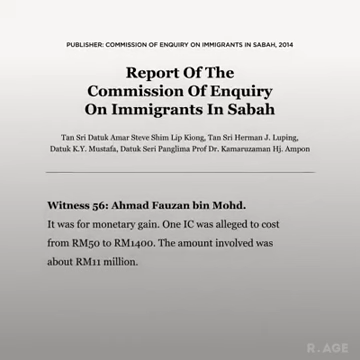 PUBLISHER: COMMISSION OF ENQUIRY ON IMMIGRANTS IN SABAH, 2014
Report Of The
Commission Of Enquiry
On Immigrants In Sabah
Tan Sri Datuk Amar Steve Shim Lip Kiong, Tan Sri Herman J. Luping,
Datuk K.Y. Mustafa, Datuk Seri Panglima Prof Dr. Kamaruzaman Hj. Ampon
Witness 56: Ahmad Fauzan bin Mohd.
It was for monetary gain. One IC was alleged to cost
from RM50 to RM1400. The amount involved was
about RM11 million.
R.AGE